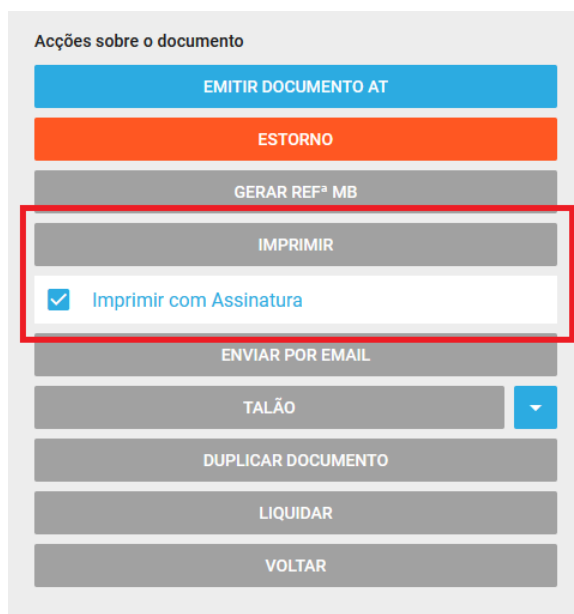 Acções sobre o documento
EMITIR DOCUMENTO AT
ESTORNO
GERAR REFª MB
IMPRIMIR
Imprimir com Assinatura
ENVIAR POR EMAIL
TALÃO
DUPLICAR DOCUMENTO
LIQUIDAR
VOLTAR